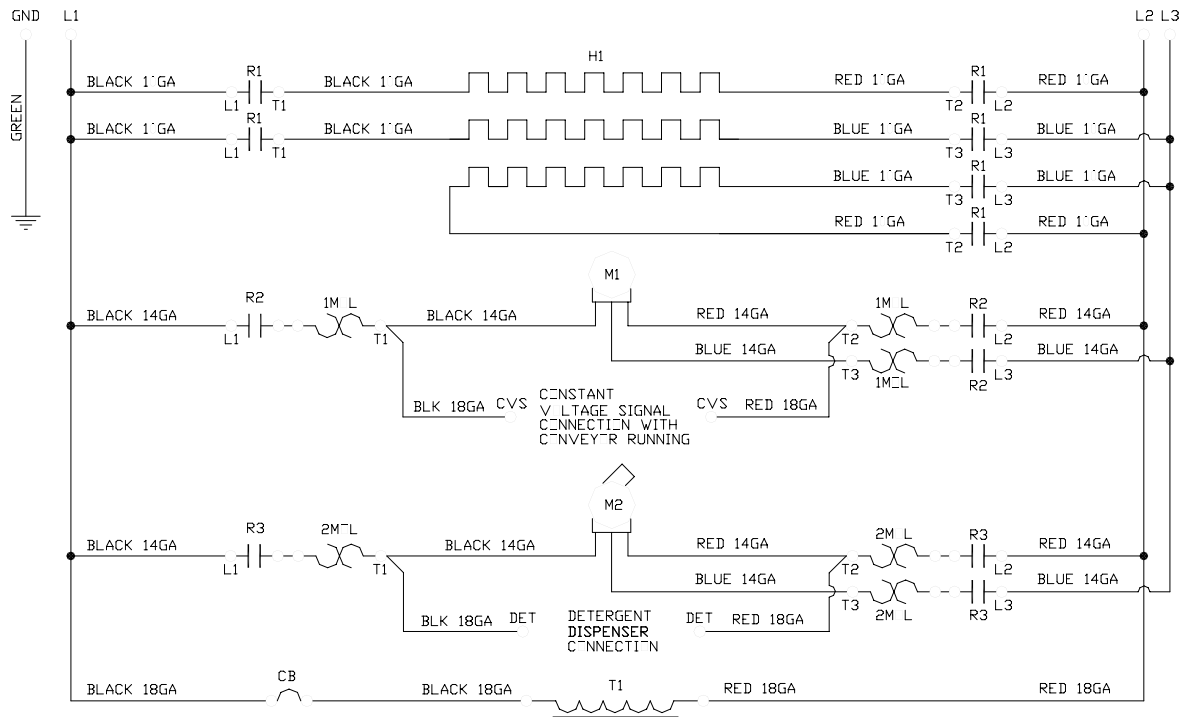 GND L1 L2 L3
H1
BLACK 1 GA R1 BLACK 1 GA RED 1 GA R1 RED 1 GA
L1 T1 T2 L2
BLACK 1 GA R1 BLACK 1 GA BLUE 1 GA R1 BLUE 1 GA
L1 T1 T3 L3
GREEN
BLUE 1 GA R1 BLUE 1 GA
T3 L3
RED 1 GA R1 RED 1 GA
T2 L2
M1
BLACK 14GA R2 1M L BLACK 14GA RED 14GA 1M L R2 RED 14GA
L1 T1 T2 L2
BLUE 14GA BLUE 14GA
T3 1M L R2 L3
BLK 18GA CVS CVS RED 18GA
C NSTANT
V LTAGE SIGNAL
C NNECTI N WITH
C NVEY R RUNNING
M2
BLACK 14GA R3 2M L BLACK 14GA RED 14GA 2M L R3 RED 14GA
L1 T1 T2 L2
BLUE 14GA BLUE 14GA
T3 2M L R3 L3
BLK 18GA DET DET RED 18GA
DETERGENT
DISPENSER
C NNECTI N
BLACK 18GA CB BLACK 18GA T1 RED 18GA RED 18GA